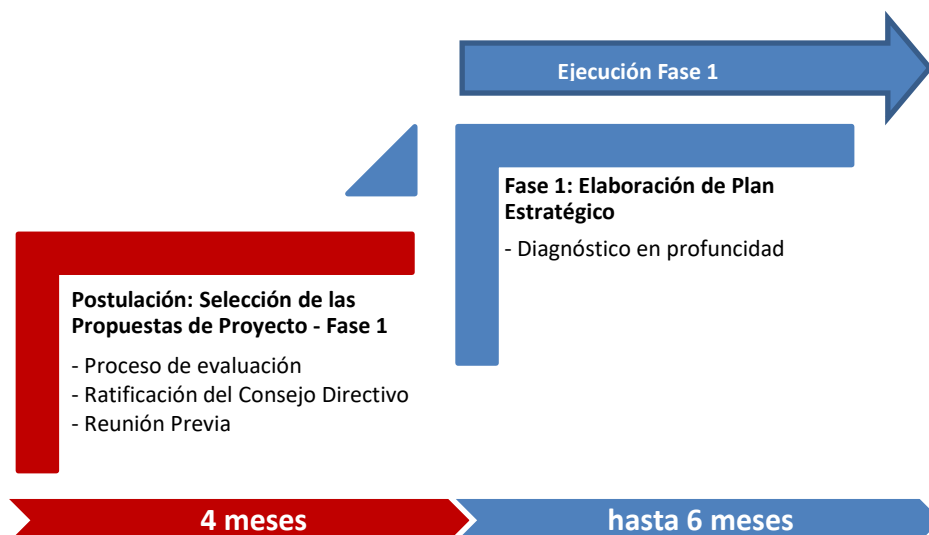 Ejecución Fase 1
Fase 1: Elaboración de Plan
Estratégico
- Diagnóstico en profuncidad
Postulación: Selección de las
Propuestas de Proyecto - Fase 1
- Proceso de evaluación
- Ratificación del Consejo Directivo
- Reunión Previa
4 meses
hasta 6 meses